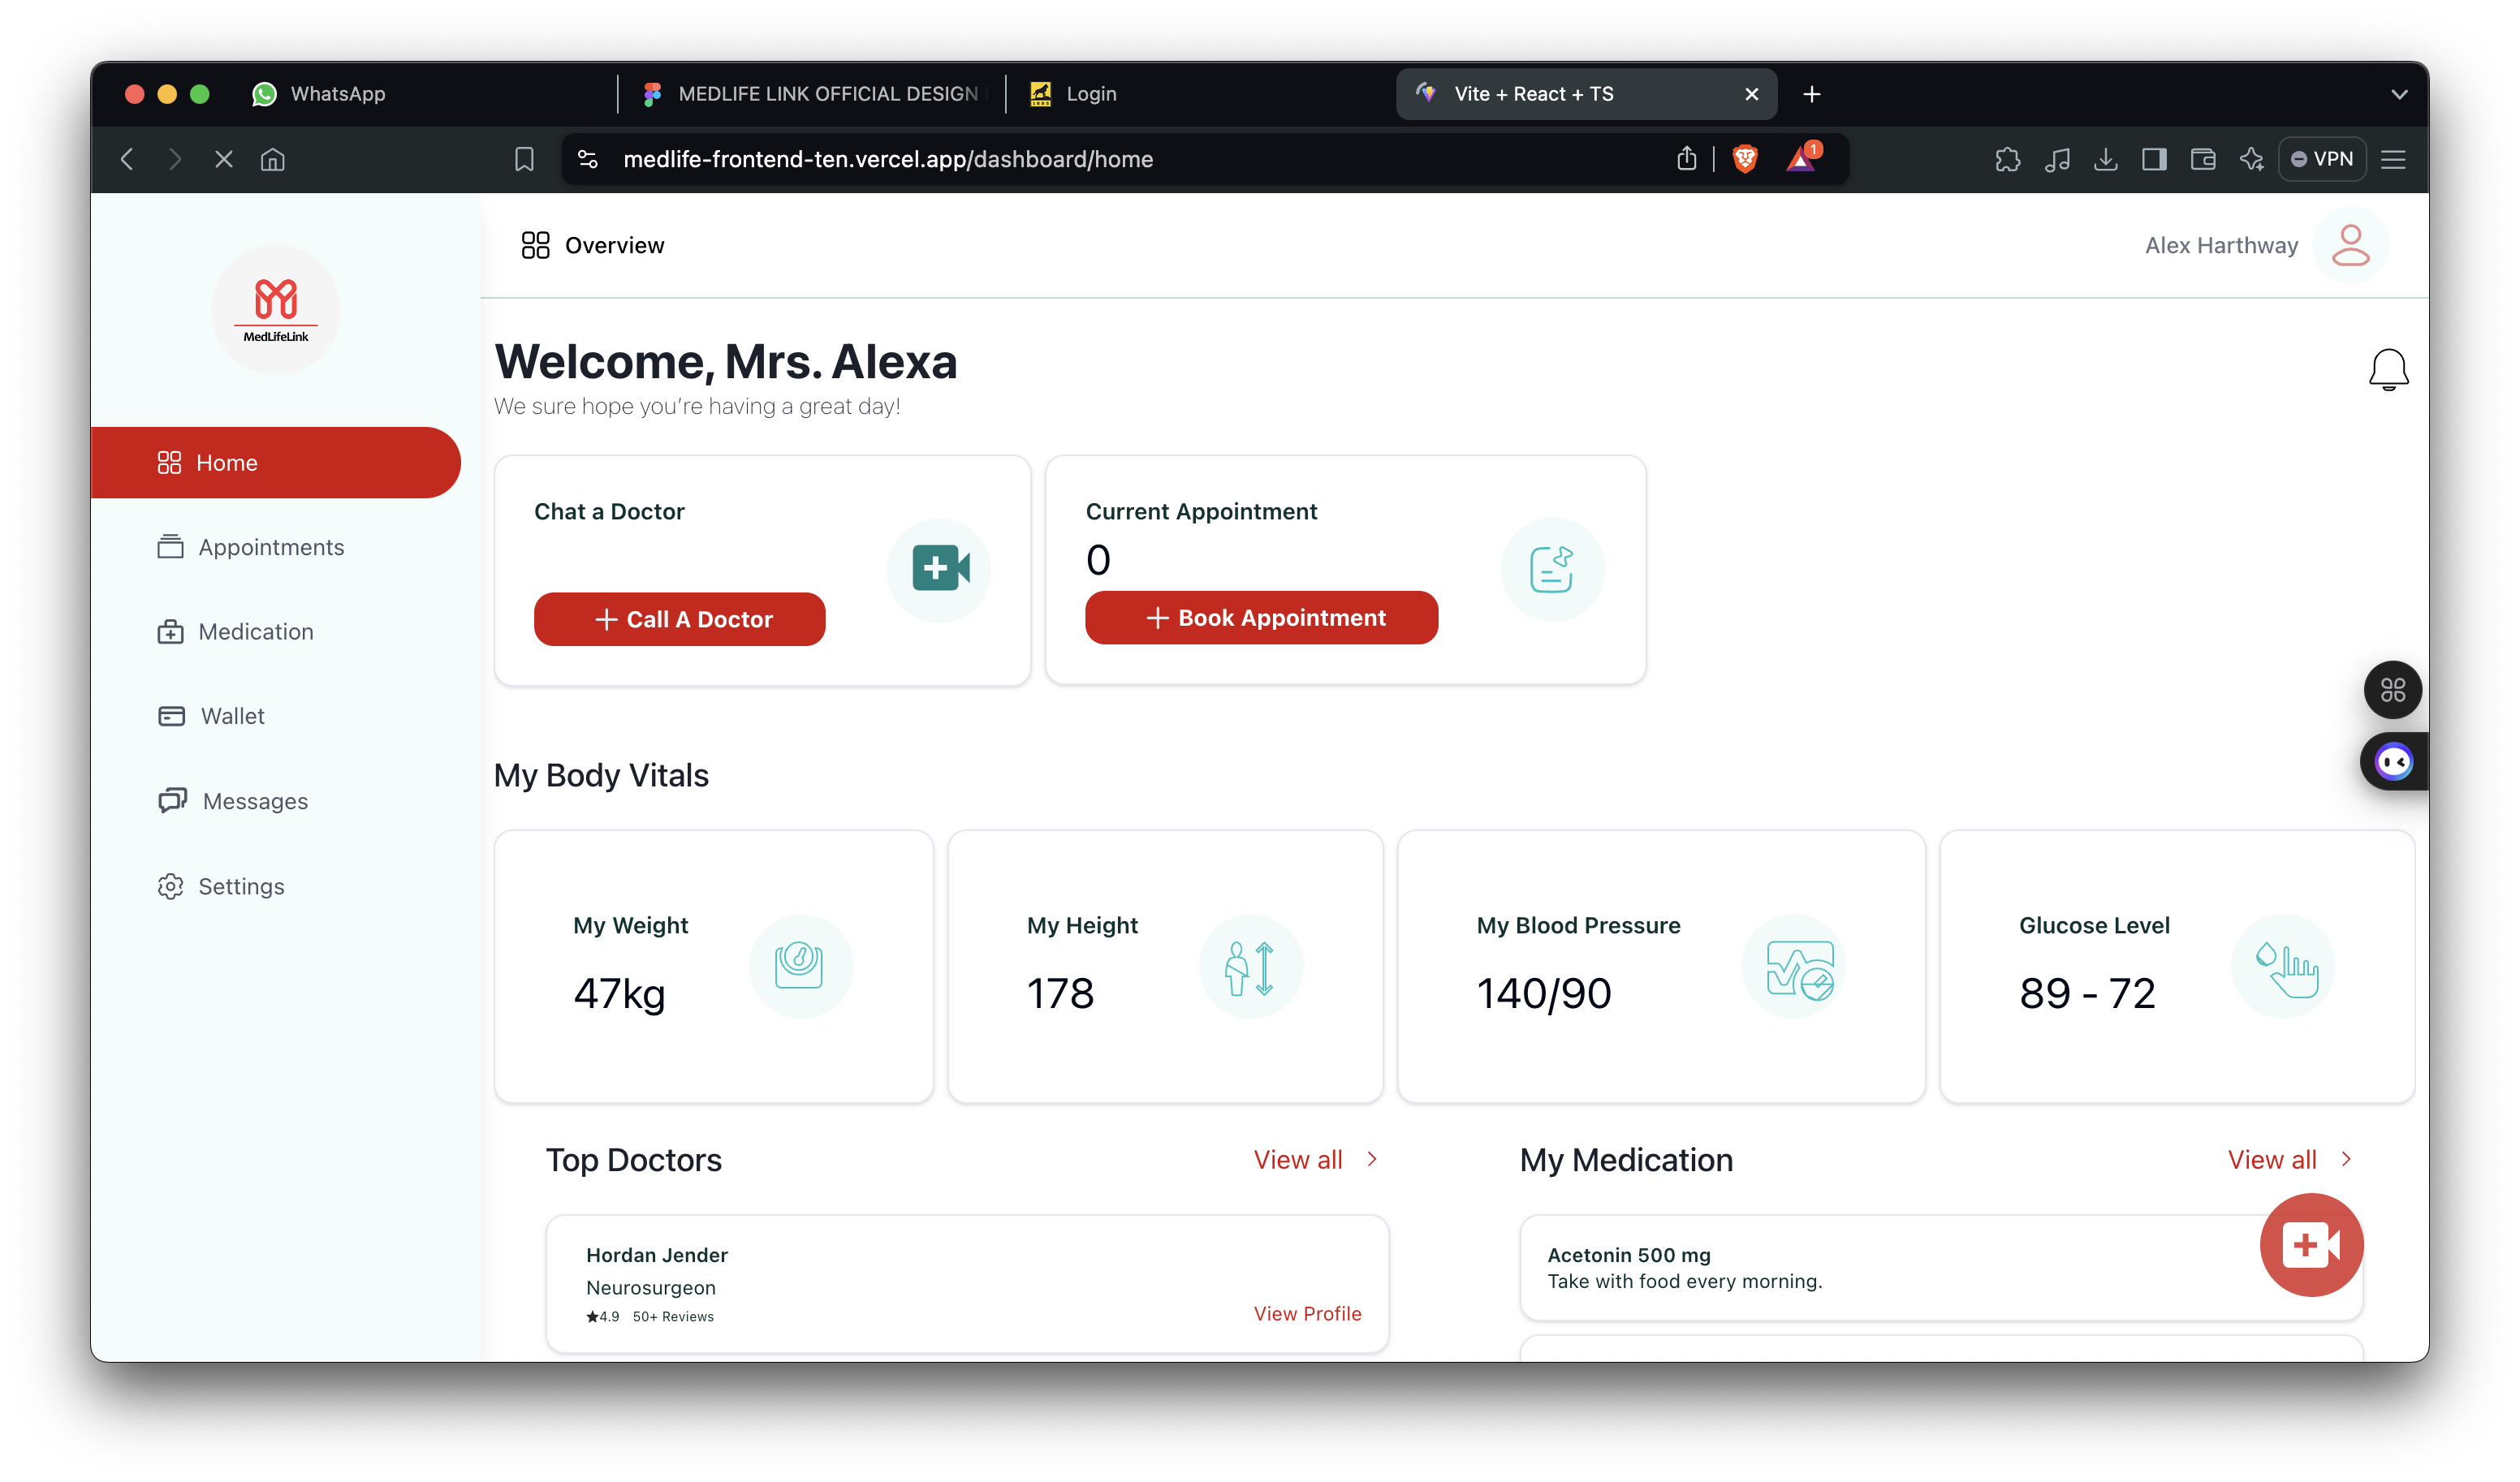 WhatsApp
MEDLIFE LINK OFFICIAL DESIGN
Login
Vite + React + TS
medlife-frontend-ten.vercel.app/dashboard/home
1
VPN
MedLifeLink
Overview
Alex Harthway
Welcome, Mrs. Alexa
We sure hope you're having a great day!
Home
Appointments
Medication
Wallet
Messages
Settings
Chat a Doctor
Call A Doctor
Current Appointment
0
Book Appointment
My Body Vitals
My Weight
47kg
My Height
178
My Blood Pressure
140/90
Glucose Level
89 - 72
Top Doctors
View all
Hordan Jender
Neurosurgeon
4.9 50+ Reviews
View Profile
My Medication
View all
Acetonin 500 mg
Take with food every morning.